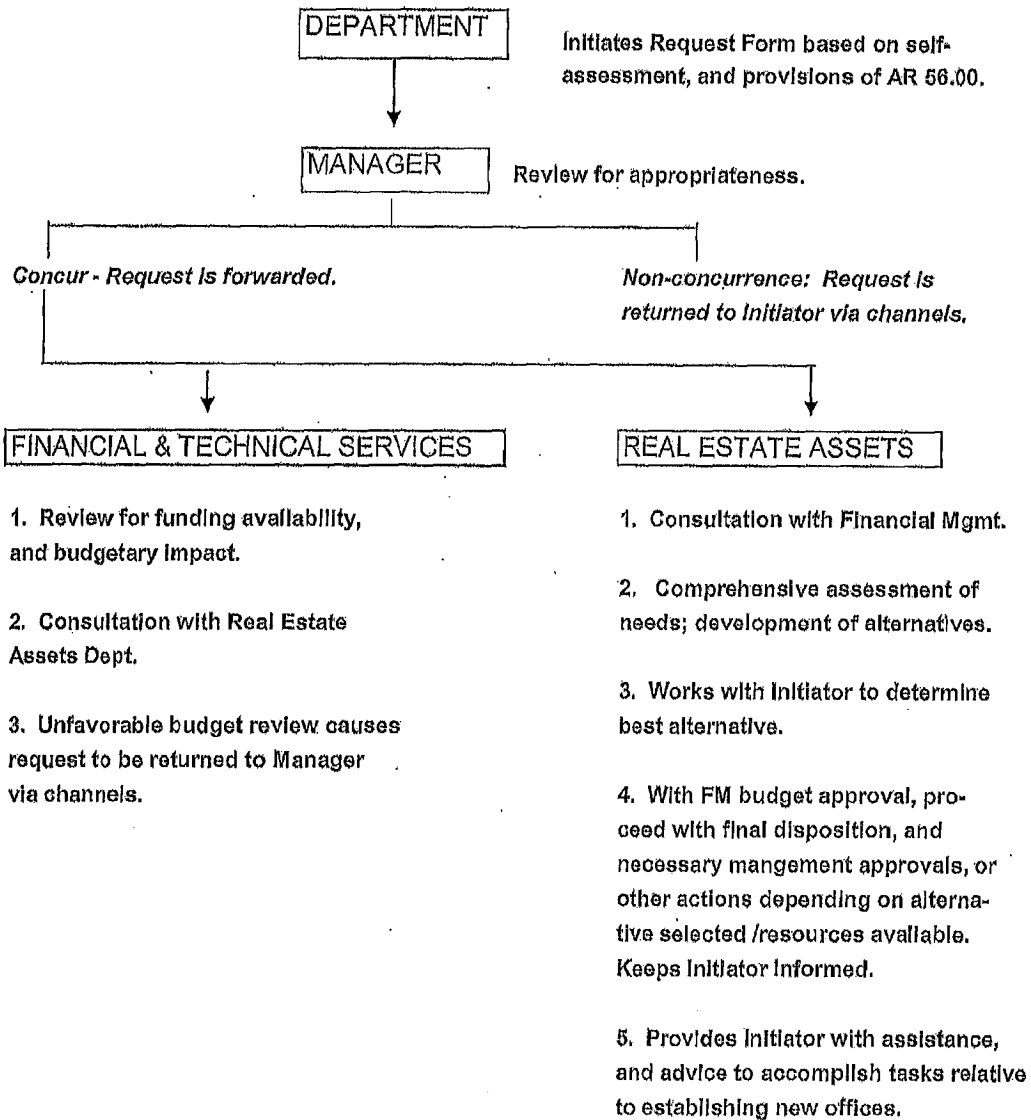 DEPARTMENT
Initiates Request Form based on self-
assessment, and provisions of AR 56.00.
MANAGER
Review for appropriateness.
Concur - Request is forwarded.
Non-concurrence: Request is
returned to Initiator via channels.
FINANCIAL & TECHNICAL SERVICES
1. Review for funding availability,
and budgetary impact.
2. Consultation with Real Estate
Assets Dept.
3. Unfavorable budget review causes
request to be returned to Manager
via channels.
REAL ESTATE ASSETS
1. Consultation with Financial Mgmt.
2. Comprehensive assessment of
needs; development of alternatives.
3. Works with Initiator to determine
best alternative.
4. With FM budget approval, pro-
ceed with final disposition, and
necessary mangement approvals, or
other actions depending on alterna-
tive selected /resources available.
Keeps Initiator Informed.
5. Provides Initiator with assistance,
and advice to accomplish tasks relative
to establishing new offices.